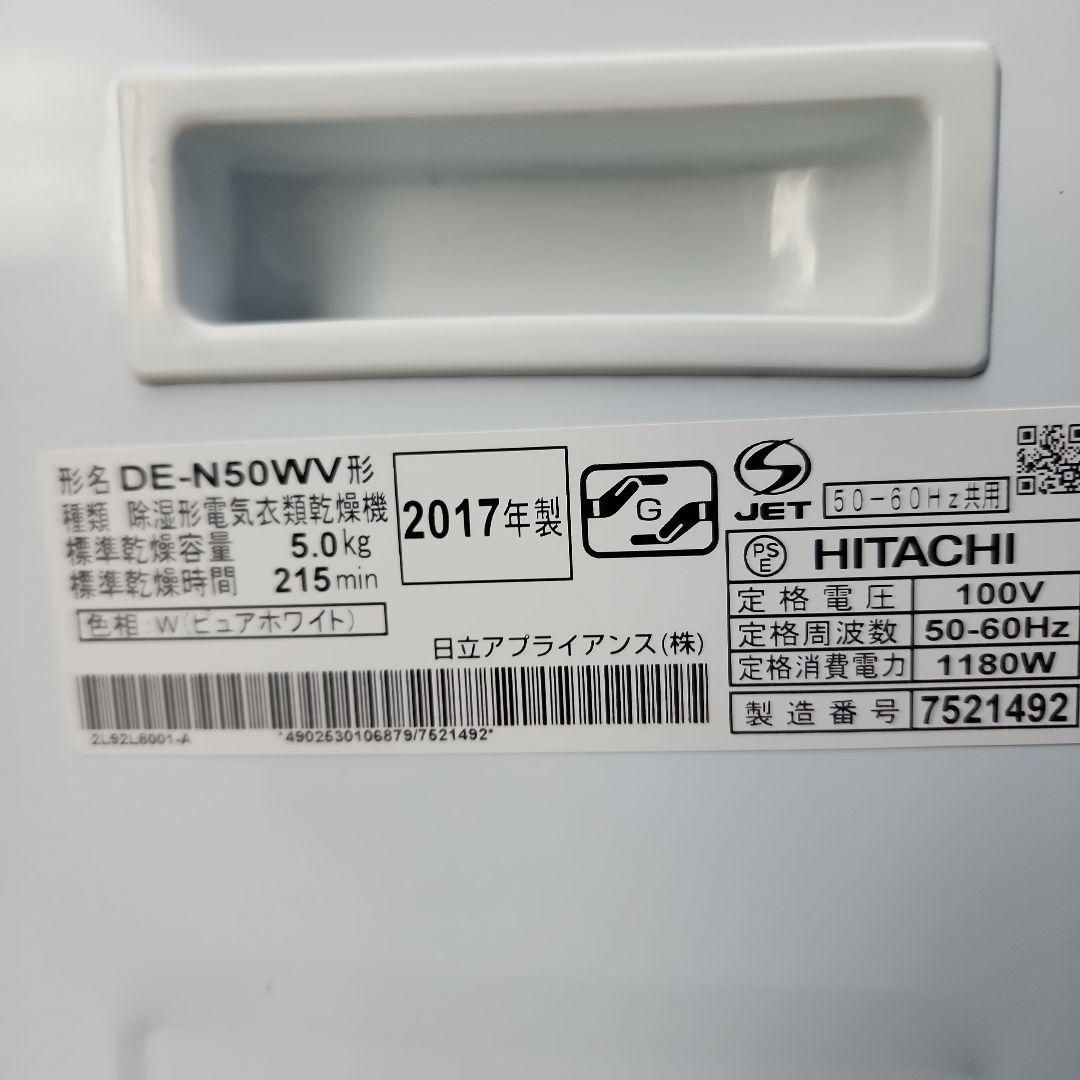 形名 DE-N50WV形
種類 除湿形電気衣類乾燥機
標準乾燥容量 5.0kg
標準乾燥時間 215min
色相:W(ピュアホワイト)
2017年製
G
日立アプライアンス(株)
2L92L8001-A
*4902530106879/7521492*
JET
50-60Hz共用
PSE
HITACHI
定格電圧 100V
定格周波数 50-60Hz
定格消費電力 1180W
製造番号 7521492